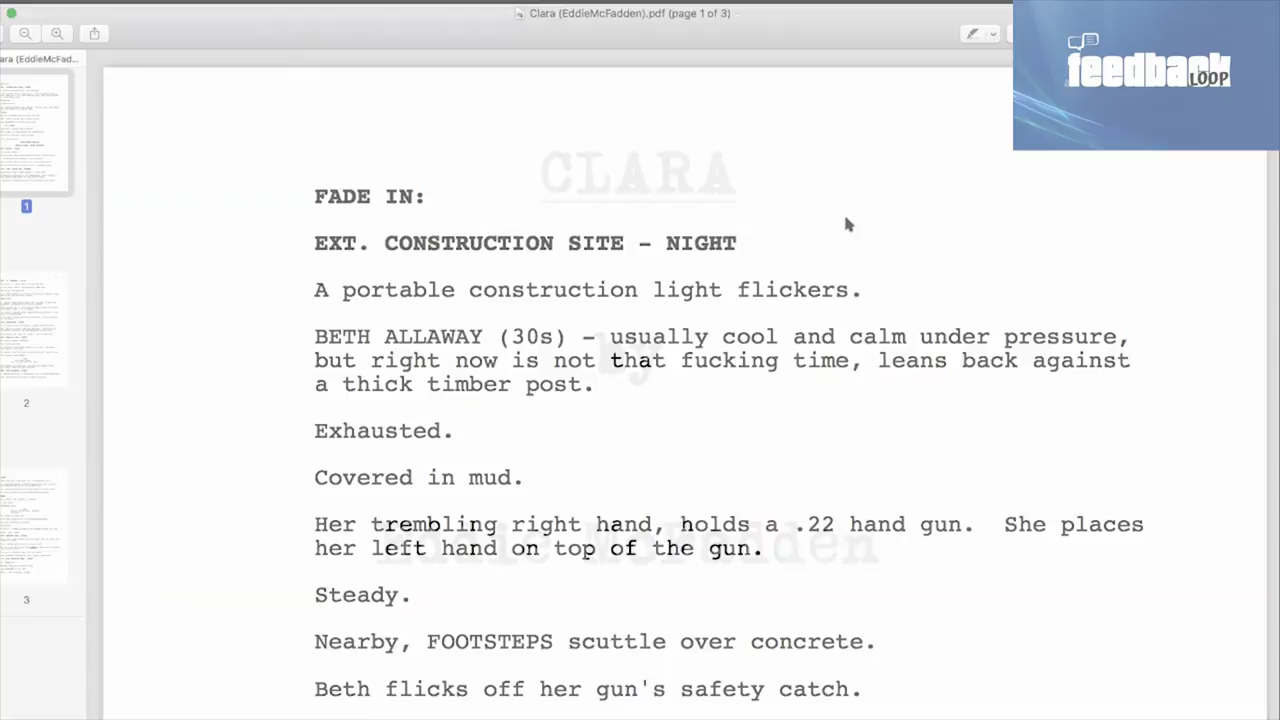 Clara (EddieMcFadden).pdf (page 1 of 3)
feedback
LOOP
ara (EddieMcFad...
1
2
3
CLARA
FADE IN:
EXT. CONSTRUCTION SITE – NIGHT
A portable construction light flickers.
BETH ALLAWAY (30s) – usually cool and calm under pressure,
but right now is not that fucking time, leans back against
a thick timber post.
by
Exhausted.
Covered in mud.
Her trembling right hand, holds a .22 hand gun. She places
her left hand on top of the gun.
Steady.
Nearby, FOOTSTEPS scuttle over concrete.
Beth flicks off her gun's safety catch.